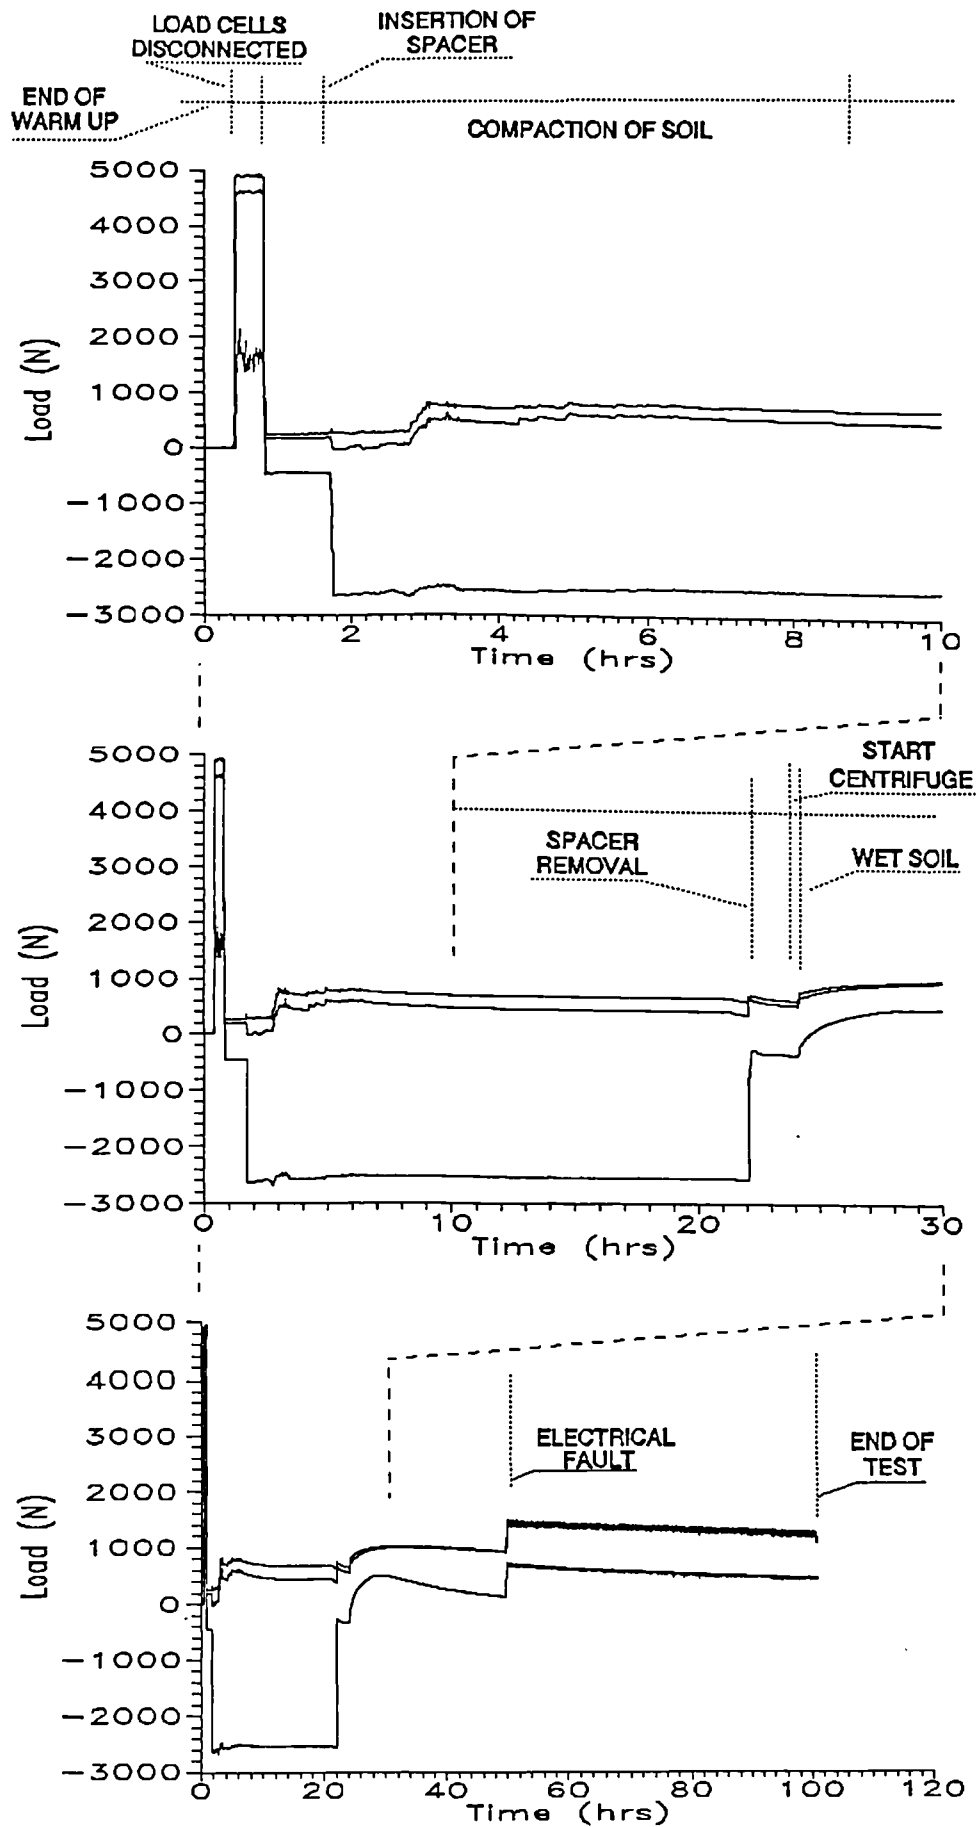 LOAD CELLS
DISCONNECTED
INSERTION OF
SPACER
END OF
WARM UP
COMPACTION OF SOIL
5000
4000
3000
2000
1000
0
−1000
−2000
−3000
Load (N)
0 2 4 6 8 10
Time (hrs)
START
CENTRIFUGE
SPACER
REMOVAL
WET SOIL
5000
4000
3000
2000
1000
0
−1000
−2000
−3000
Load (N)
0 10 20 30
Time (hrs)
ELECTRICAL
FAULT
END OF
TEST
5000
4000
3000
2000
1000
0
−1000
−2000
−3000
Load (N)
0 20 40 60 80 100 120
Time (hrs)